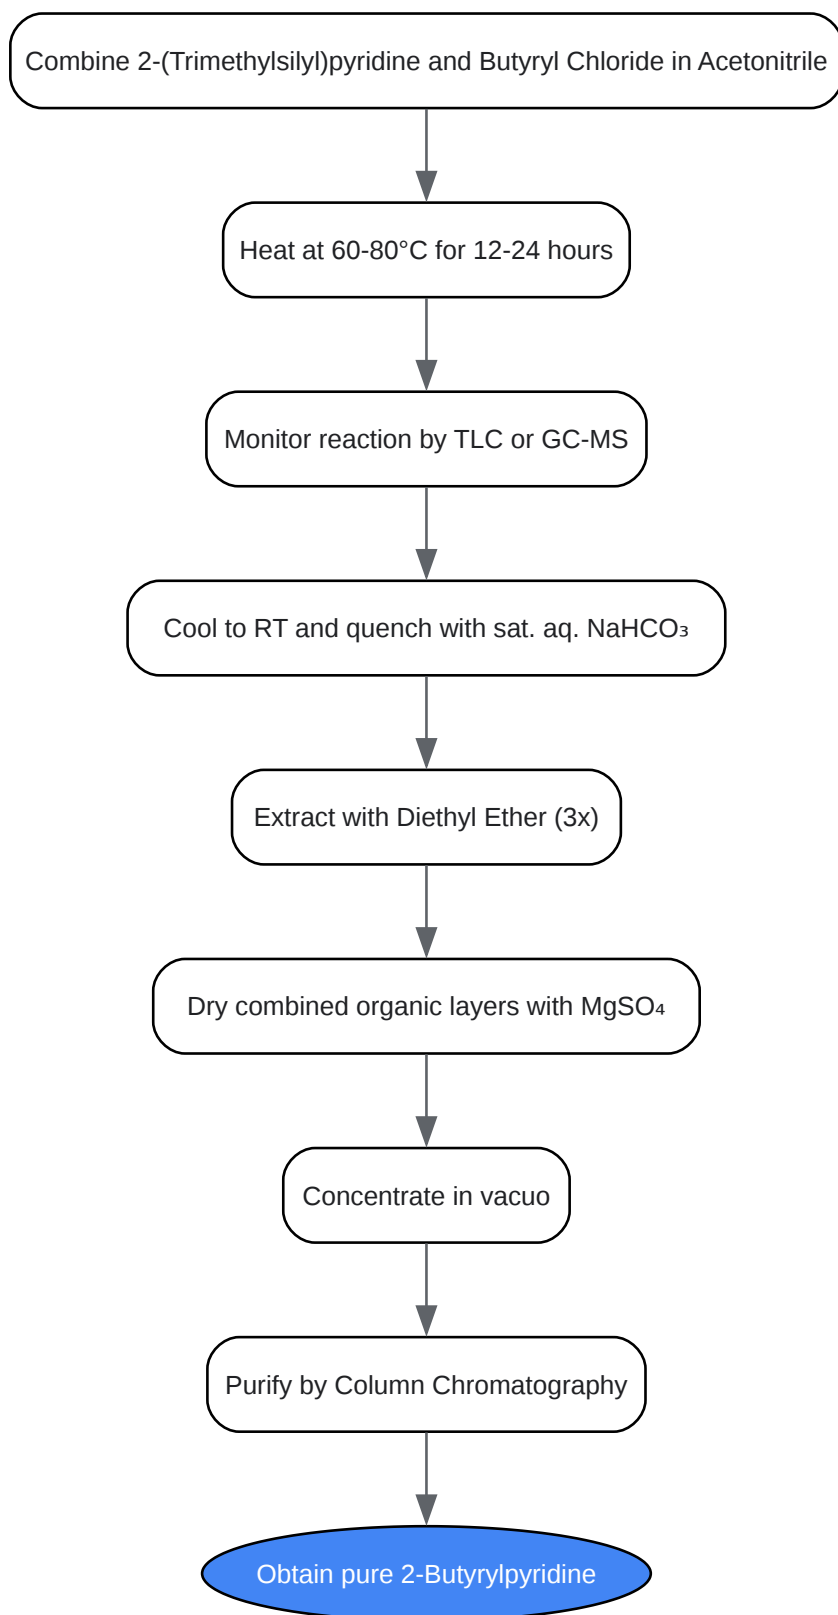 Combine 2-(Trimethylsilyl)pyridine and Butyryl Chloride in Acetonitrile
Heat at 60-80°C for 12-24 hours
Monitor reaction by TLC or GC-MS
Cool to RT and quench with sat. aq. NaHCO₃
Extract with Diethyl Ether (3x)
Dry combined organic layers with MgSO₄
Concentrate in vacuo
Purify by Column Chromatography
Obtain pure 2-Butyrylpyridine